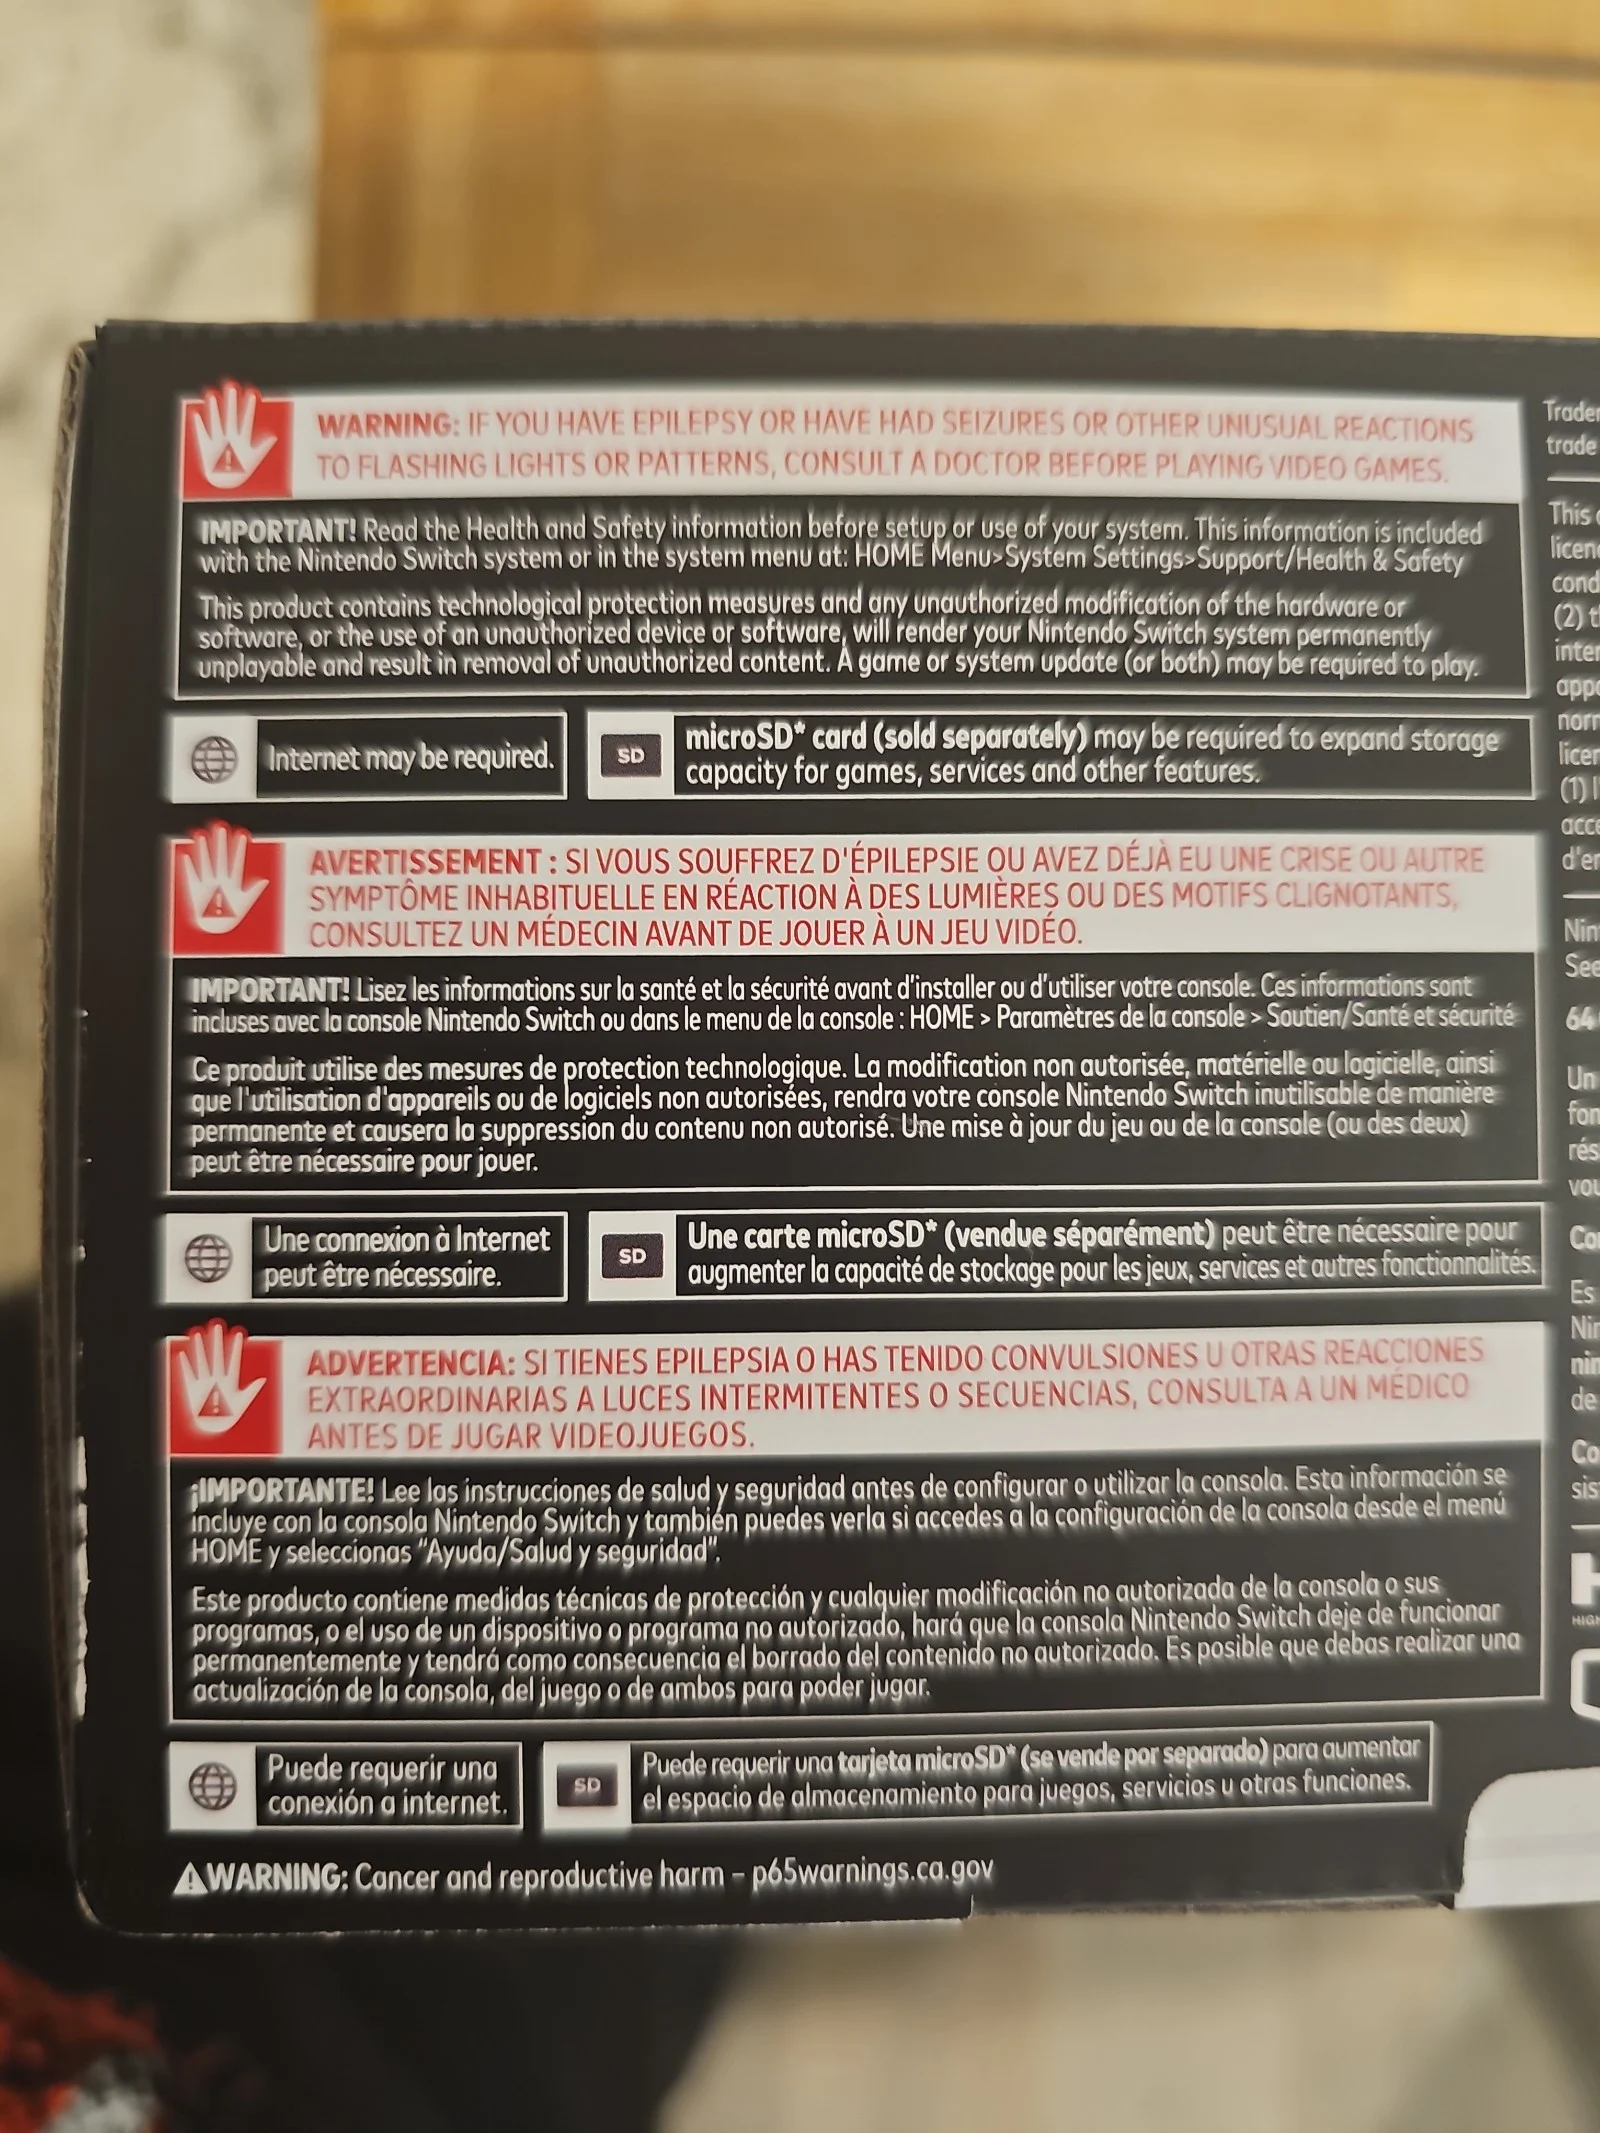 WARNING: IF YOU HAVE EPILEPSY OR HAVE HAD SEIZURES OR OTHER UNUSUAL REACTIONS
TO FLASHING LIGHTS OR PATTERNS, CONSULT A DOCTOR BEFORE PLAYING VIDEO GAMES.
IMPORTANT! Read the Health and Safety information before setup or use of your system. This information is included
with the Nintendo Switch system or in the system menu at: HOME Menu>System Settings>Support/Health & Safety
This product contains technological protection measures and any unauthorized modification of the hardware or
software, or the use of an unauthorized device or software, will render your Nintendo Switch system permanently
unplayable and result in removal of unauthorized content. A game or system update (or both) may be required to play.
Internet may be required.
SD
microSD* card (sold separately) may be required to expand storage
capacity for games, services and other features.
AVERTISSEMENT : SI VOUS SOUFFREZ D'ÉPILEPSIE OU AVEZ DÉJÀ EU UNE CRISE OU AUTRE
SYMPTÔME INHABITUELLE EN RÉACTION À DES LUMIÈRES OU DES MOTIFS CLIGNOTANTS,
CONSULTEZ UN MÉDECIN AVANT DE JOUER À UN JEU VIDÉO.
IMPORTANT! Lisez les informations sur la santé et la sécurité avant d'installer ou d'utiliser votre console. Ces informations sont
incluses avec la console Nintendo Switch ou dans le menu de la console : HOME > Paramètres de la console > Soutien/Santé et sécurité
Ce produit utilise des mesures de protection technologique. La modification non autorisée, matérielle ou logicielle, ainsi
que l'utilisation d'appareils ou de logiciels non autorisées, rendra votre console Nintendo Switch inutilisable de manière
permanente et causera la suppression du contenu non autorisé. Une mise à jour du jeu ou de la console (ou des deux)
peut être nécessaire pour jouer.
Une connexion à Internet
peut être nécessaire.
SD
Une carte microSD* (vendue séparément) peut être nécessaire pour
augmenter la capacité de stockage pour les jeux, services et autres fonctionnalités.
ADVERTENCIA: SI TIENES EPILEPSIA O HAS TENIDO CONVULSIONES U OTRAS REACCIONES
EXTRAORDINARIAS A LUCES INTERMITENTES O SECUENCIAS, CONSULTA A UN MÉDICO
ANTES DE JUGAR VIDEOJUEGOS.
¡IMPORTANTE! Lee las instrucciones de salud y seguridad antes de configurar o utilizar la consola. Esta información se
incluye con la consola Nintendo Switch y también puedes verla si accedes a la configuración de la consola desde el menú
HOME y seleccionas "Ayuda/Salud y seguridad".
Este producto contiene medidas técnicas de protección y cualquier modificación no autorizada de la consola o sus
programas, o el uso de un dispositivo o programa no autorizado, hará que la consola Nintendo Switch deje de funcionar
permanentemente y tendrá como consecuencia el borrado del contenido no autorizado. Es posible que debas realizar una
actualización de la consola, del juego o de ambos para poder jugar.
Puede requerir una
conexión a internet.
SD
Puede requerir una tarjeta microSD* (se vende por separado) para aumentar
el espacio de almacenamiento para juegos, servicios u otras funciones.
WARNING: Cancer and reproductive harm – p65warnings.ca.gov
trade
This
(2)
(1)
See
64
Un
Es
de